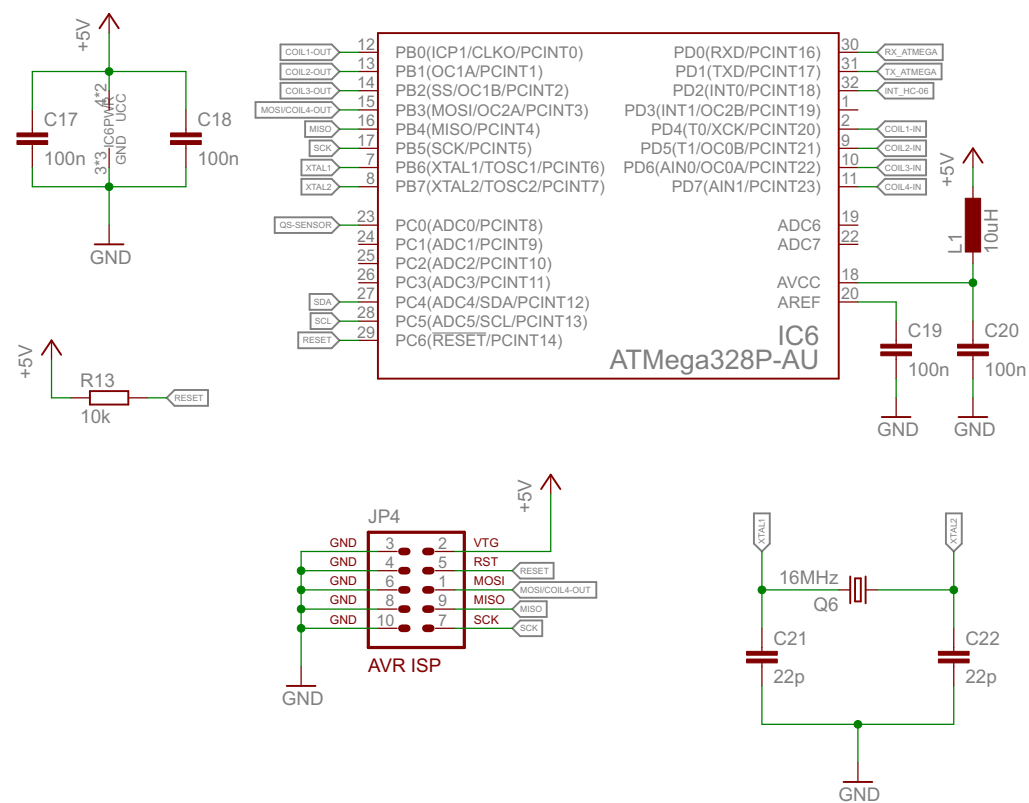 +5V
C17
100n
4*2
IC6PWR
GND UCC
3*3
C18
100n
GND
COIL1-OUT 12 PB0(ICP1/CLKO/PCINT0)
COIL2-OUT 13 PB1(OC1A/PCINT1)
COIL3-OUT 14 PB2(SS/OC1B/PCINT2)
MOSI/COIL4-OUT 15 PB3(MOSI/OC2A/PCINT3)
MISO 16 PB4(MISO/PCINT4)
SCK 17 PB5(SCK/PCINT5)
XTAL1 7 PB6(XTAL1/TOSC1/PCINT6)
XTAL2 8 PB7(XTAL2/TOSC2/PCINT7)
QS-SENSOR 23 PC0(ADC0/PCINT8)
24 PC1(ADC1/PCINT9)
25 PC2(ADC2/PCINT10)
26 PC3(ADC3/PCINT11)
SDA 27 PC4(ADC4/SDA/PCINT12)
SCL 28 PC5(ADC5/SCL/PCINT13)
RESET 29 PC6(RESET/PCINT14)
PD0(RXD/PCINT16) 30 RX_ATMEGA
PD1(TXD/PCINT17) 31 TX_ATMEGA
PD2(INT0/PCINT18) 32 INT_HC-06
PD3(INT1/OC2B/PCINT19) 1
PD4(T0/XCK/PCINT20) 2 COIL1-IN
PD5(T1/OC0B/PCINT21) 9 COIL2-IN
PD6(AIN0/OC0A/PCINT22) 10 COIL3-IN
PD7(AIN1/PCINT23) 11 COIL4-IN
ADC6 19
ADC7 22
AVCC 18
AREF 20
IC6
ATMega328P-AU
+5V
L1
10uH
C19
100n
GND
C20
100n
GND
+5V
R13
10k
RESET
+5V
JP4
GND 3 2 VTG
GND 4 5 RST RESET
GND 6 1 MOSI MOSI/COIL4-OUT
GND 8 9 MISO MISO
GND 10 7 SCK SCK
AVR ISP
GND
XTAL1
XTAL2
16MHz
Q6
C21
22p
C22
22p
GND